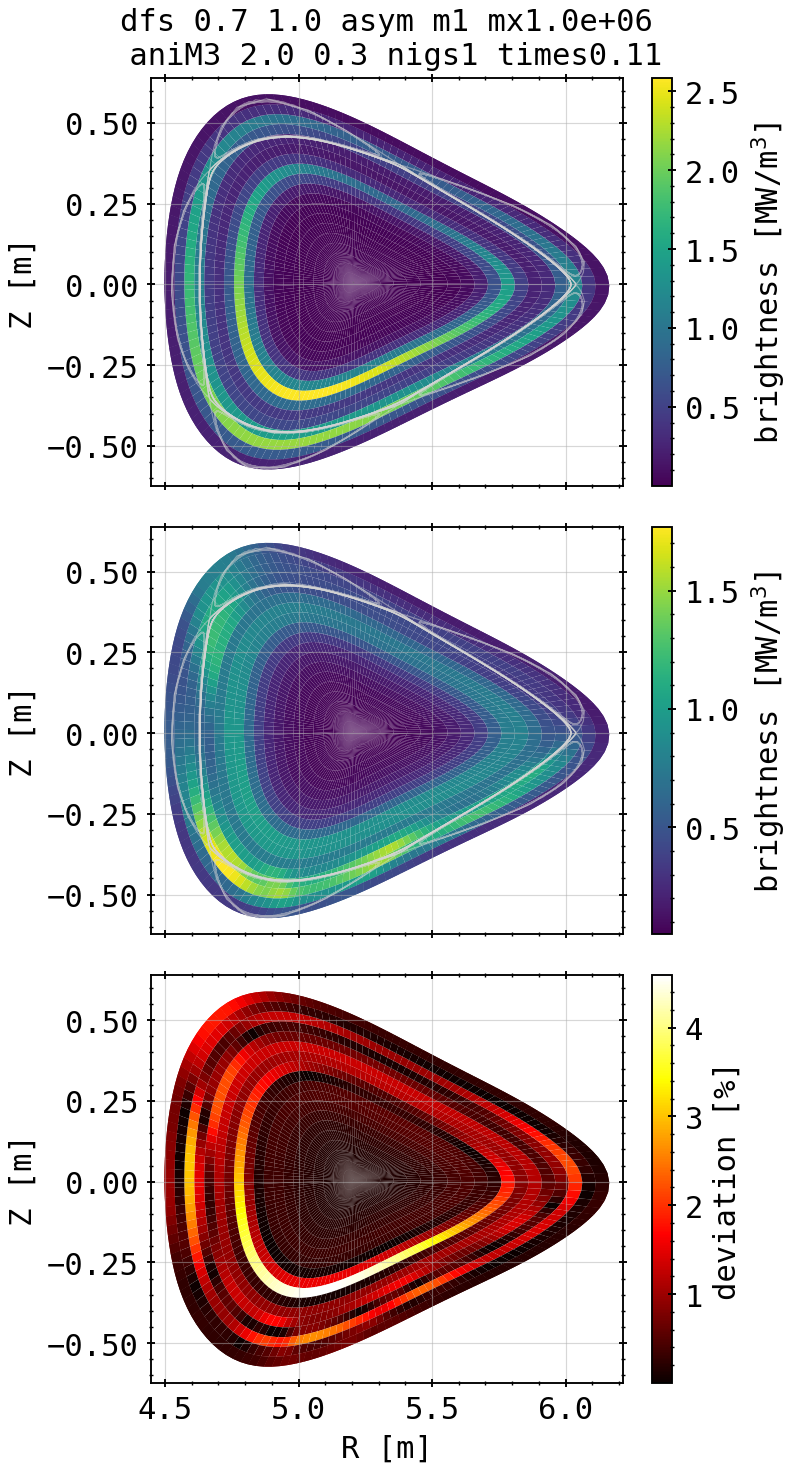 dfs 0.7 1.0 asym m1 mx1.0e+06
aniM3 2.0 0.3 nigs1 times0.11
0.50
0.25
0.00
−0.25
−0.50
Z [m]
2.5
2.0
1.5
1.0
0.5
brightness [MW/m³]
0.50
0.25
0.00
−0.25
−0.50
Z [m]
1.5
1.0
0.5
brightness [MW/m³]
0.50
0.25
0.00
−0.25
−0.50
Z [m]
4
3
2
1
deviation [%]
4.5 5.0 5.5 6.0
R [m]